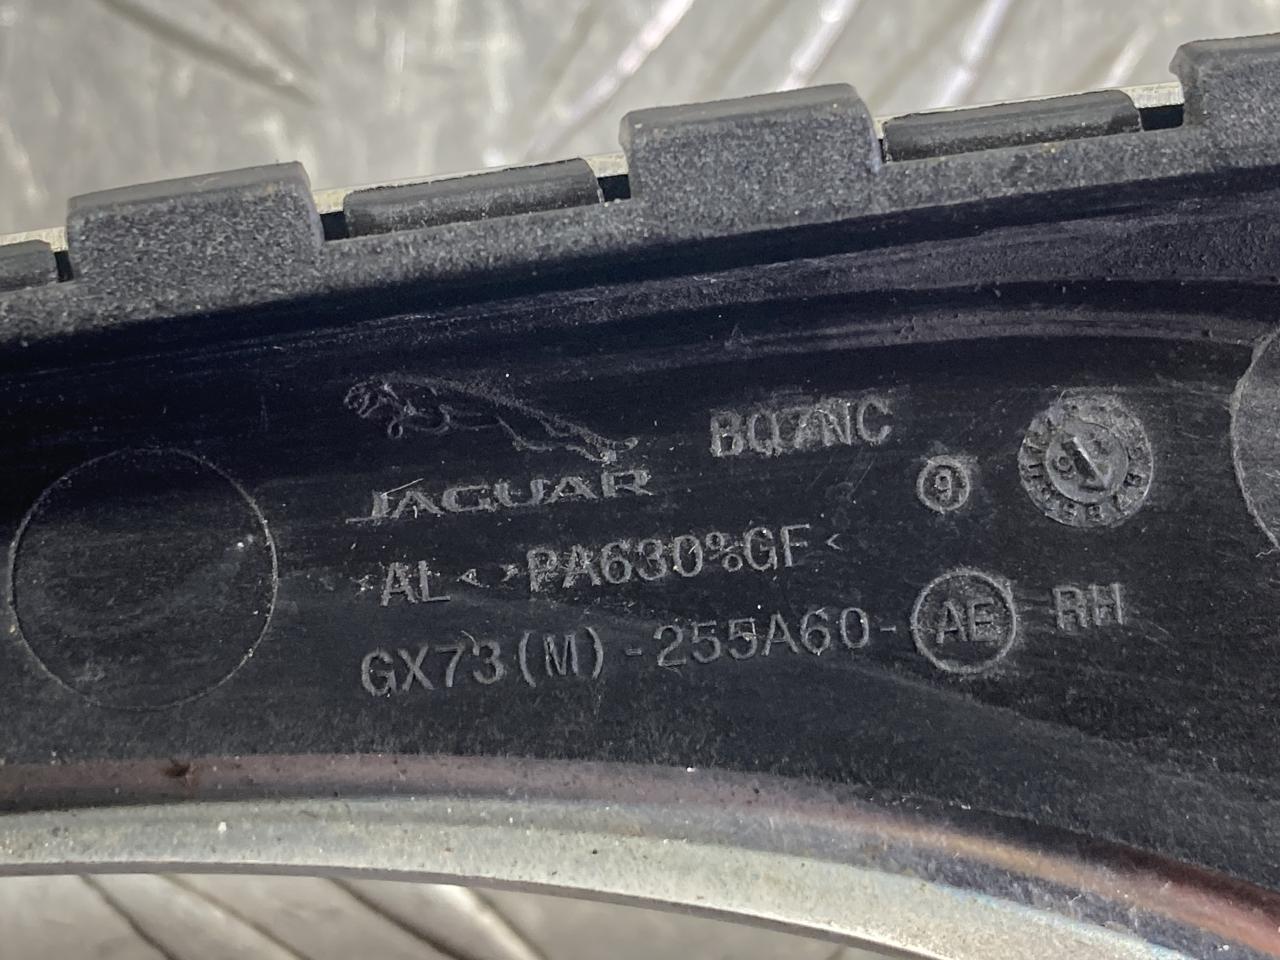 JAGUAR
BQ7NC
9
AL < >PA630%GF<
GX73(M)-255A60-AE RH